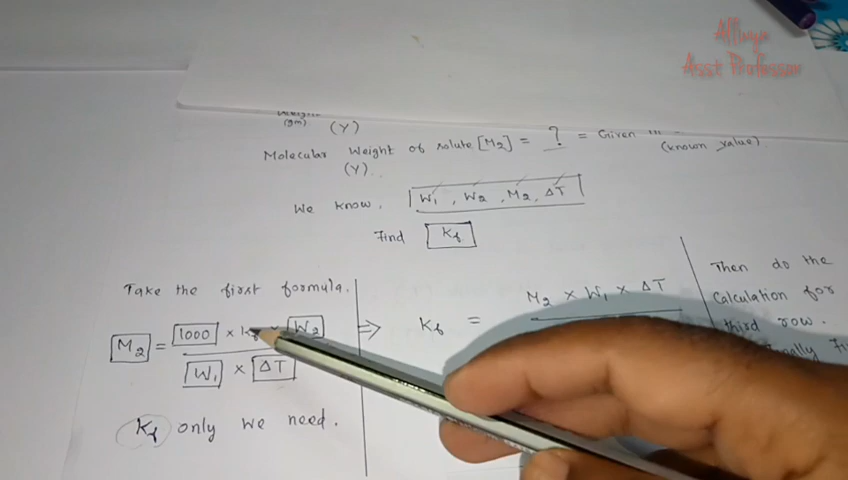 Allwyn
Asst Professor
Weight
(gm) (Y)
Molecular Weight of solute [M2] = ? = Given
(Y) (known value)
We know, W1, W2, M2, ΔT
Find Kf
Take the first formula.
M2 = 1000 × Kf × W2
W1 × ΔT
Kf only we need.
⇒ Kf = M2 × W1 × ΔT
Then do the
Calculation for
third row.